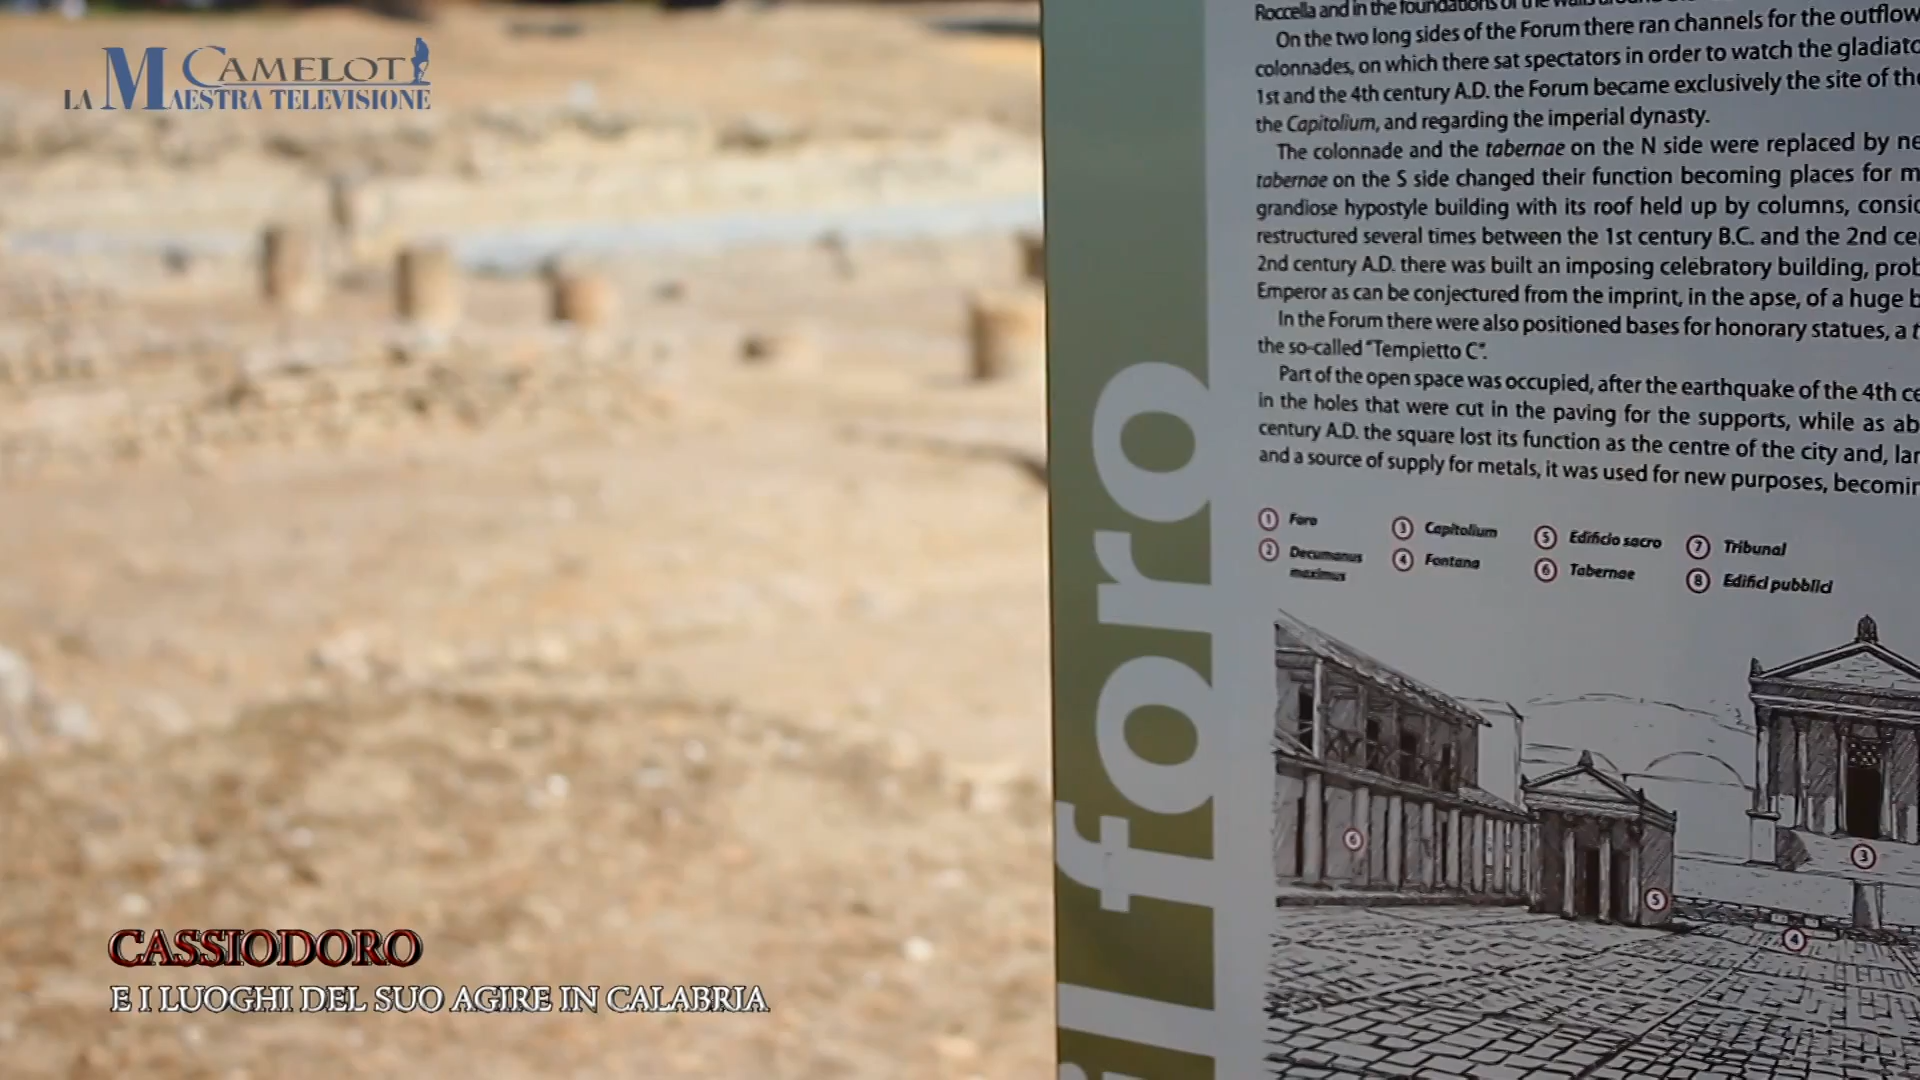 CAMELOT
LA MAESTRA TELEVISIONE
Roccella and in the foundations of the walls
On the two long sides of the Forum there ran channels for the outflow
colonnades, on which there sat spectators in order to watch the
1st and the 4th century A.D. the Forum became exclusively the site of
the Capitolium, and regarding the imperial dynasty.
The colonnade and the tabernae on the N side were replaced by
tabernae on the S side changed their function becoming places for
grandiose hypostyle building with its roof held up by columns,
restructured several times between the 1st century B.C. and the 2nd
2nd century A.D. there was built an imposing celebratory building,
Emperor as can be conjectured from the imprint, in the apse, of a huge
In the Forum there were also positioned bases for honorary statues, a
the so-called "Tempietto C".
Part of the open space was occupied, after the earthquake of the 4th
in the holes that were cut in the paving for the supports, while as
century A.D. the square lost its function as the centre of the city and,
and a source of supply for metals, it was used for new purposes,
1 Foro
2 Decumanus
maximus
3 Capitolium
4 Fontana
5 Edificio sacro
6 Tabernae
7 Tribunal
8 Edifici pubblici
il foro
6
5
3
4
CASSIODORO
E I LUOGHI DEL SUO AGIRE IN CALABRIA